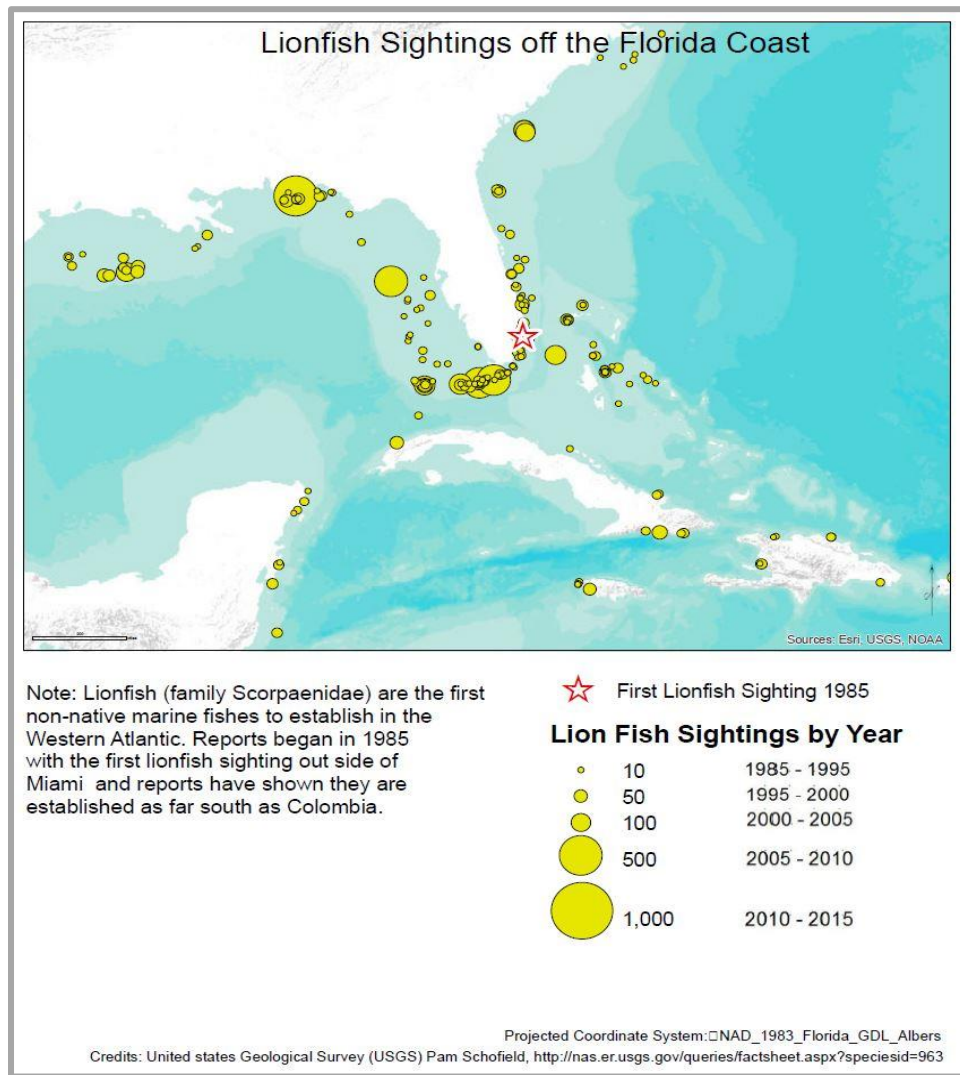 Lionfish Sightings off the Florida Coast
Sources: Esri, USGS, NOAA
Note: Lionfish (family Scorpaenidae) are the first
non-native marine fishes to establish in the
Western Atlantic. Reports began in 1985
with the first lionfish sighting out side of
Miami and reports have shown they are
established as far south as Colombia.
First Lionfish Sighting 1985
Lion Fish Sightings by Year
10 1985 - 1995
50 1995 - 2000
100 2000 - 2005
500 2005 - 2010
1,000 2010 - 2015
Projected Coordinate System:□NAD_1983_Florida_GDL_Albers
Credits: United states Geological Survey (USGS) Pam Schofield, http://nas.er.usgs.gov/queries/factsheet.aspx?speciesid=963